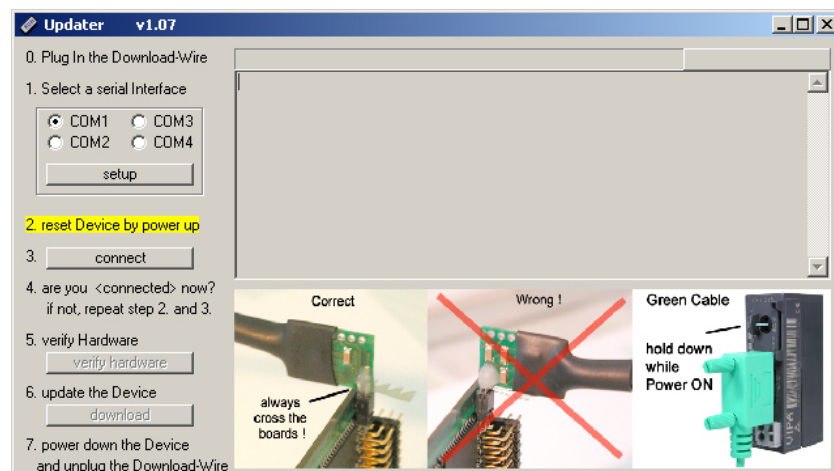 Updater v1.07
0. Plug In the Download-Wire
1. Select a serial Interface
COM1 COM3
COM2 COM4
setup
2. reset Device by power up
3. connect
4. are you <connected> now?
if not, repeat step 2. and 3.
5. verify Hardware
verify hardware
6. update the Device
download
7. power down the Device
and unplug the Download-Wire
Correct
always
cross the
boards !
Wrong !
Green Cable
hold down
while
Power ON
VIPA